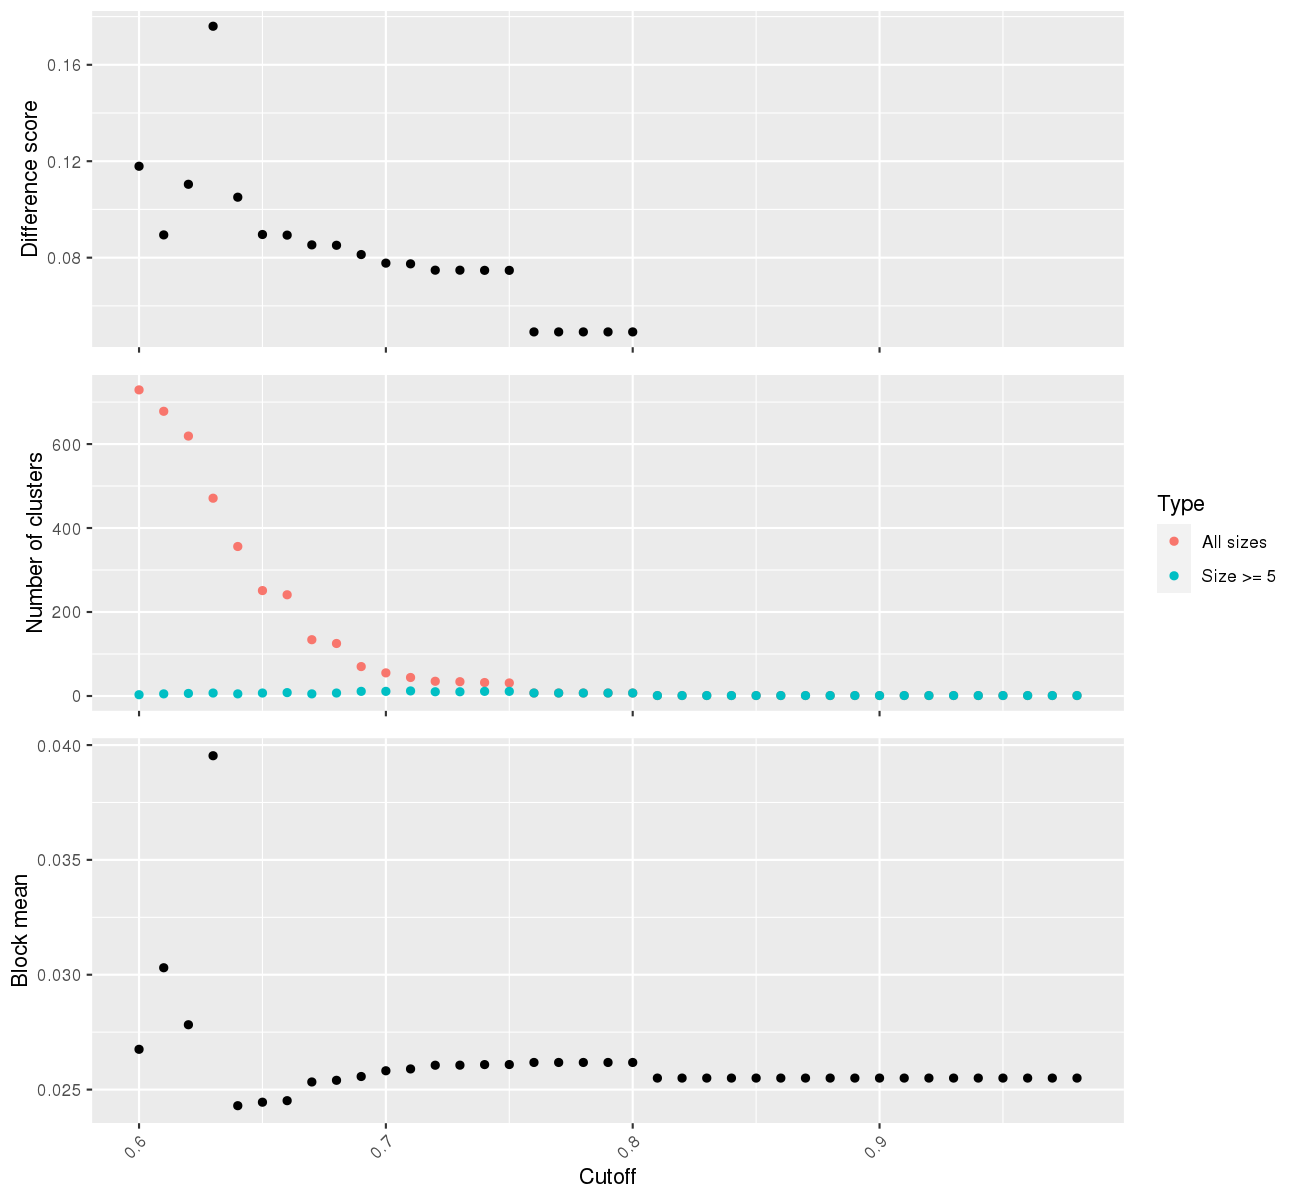 Difference score
0.16
0.12
0.08
Number of clusters
600
400
200
0
Type
All sizes
Size >= 5
Block mean
0.040
0.035
0.030
0.025
0.6
0.7
0.8
0.9
Cutoff